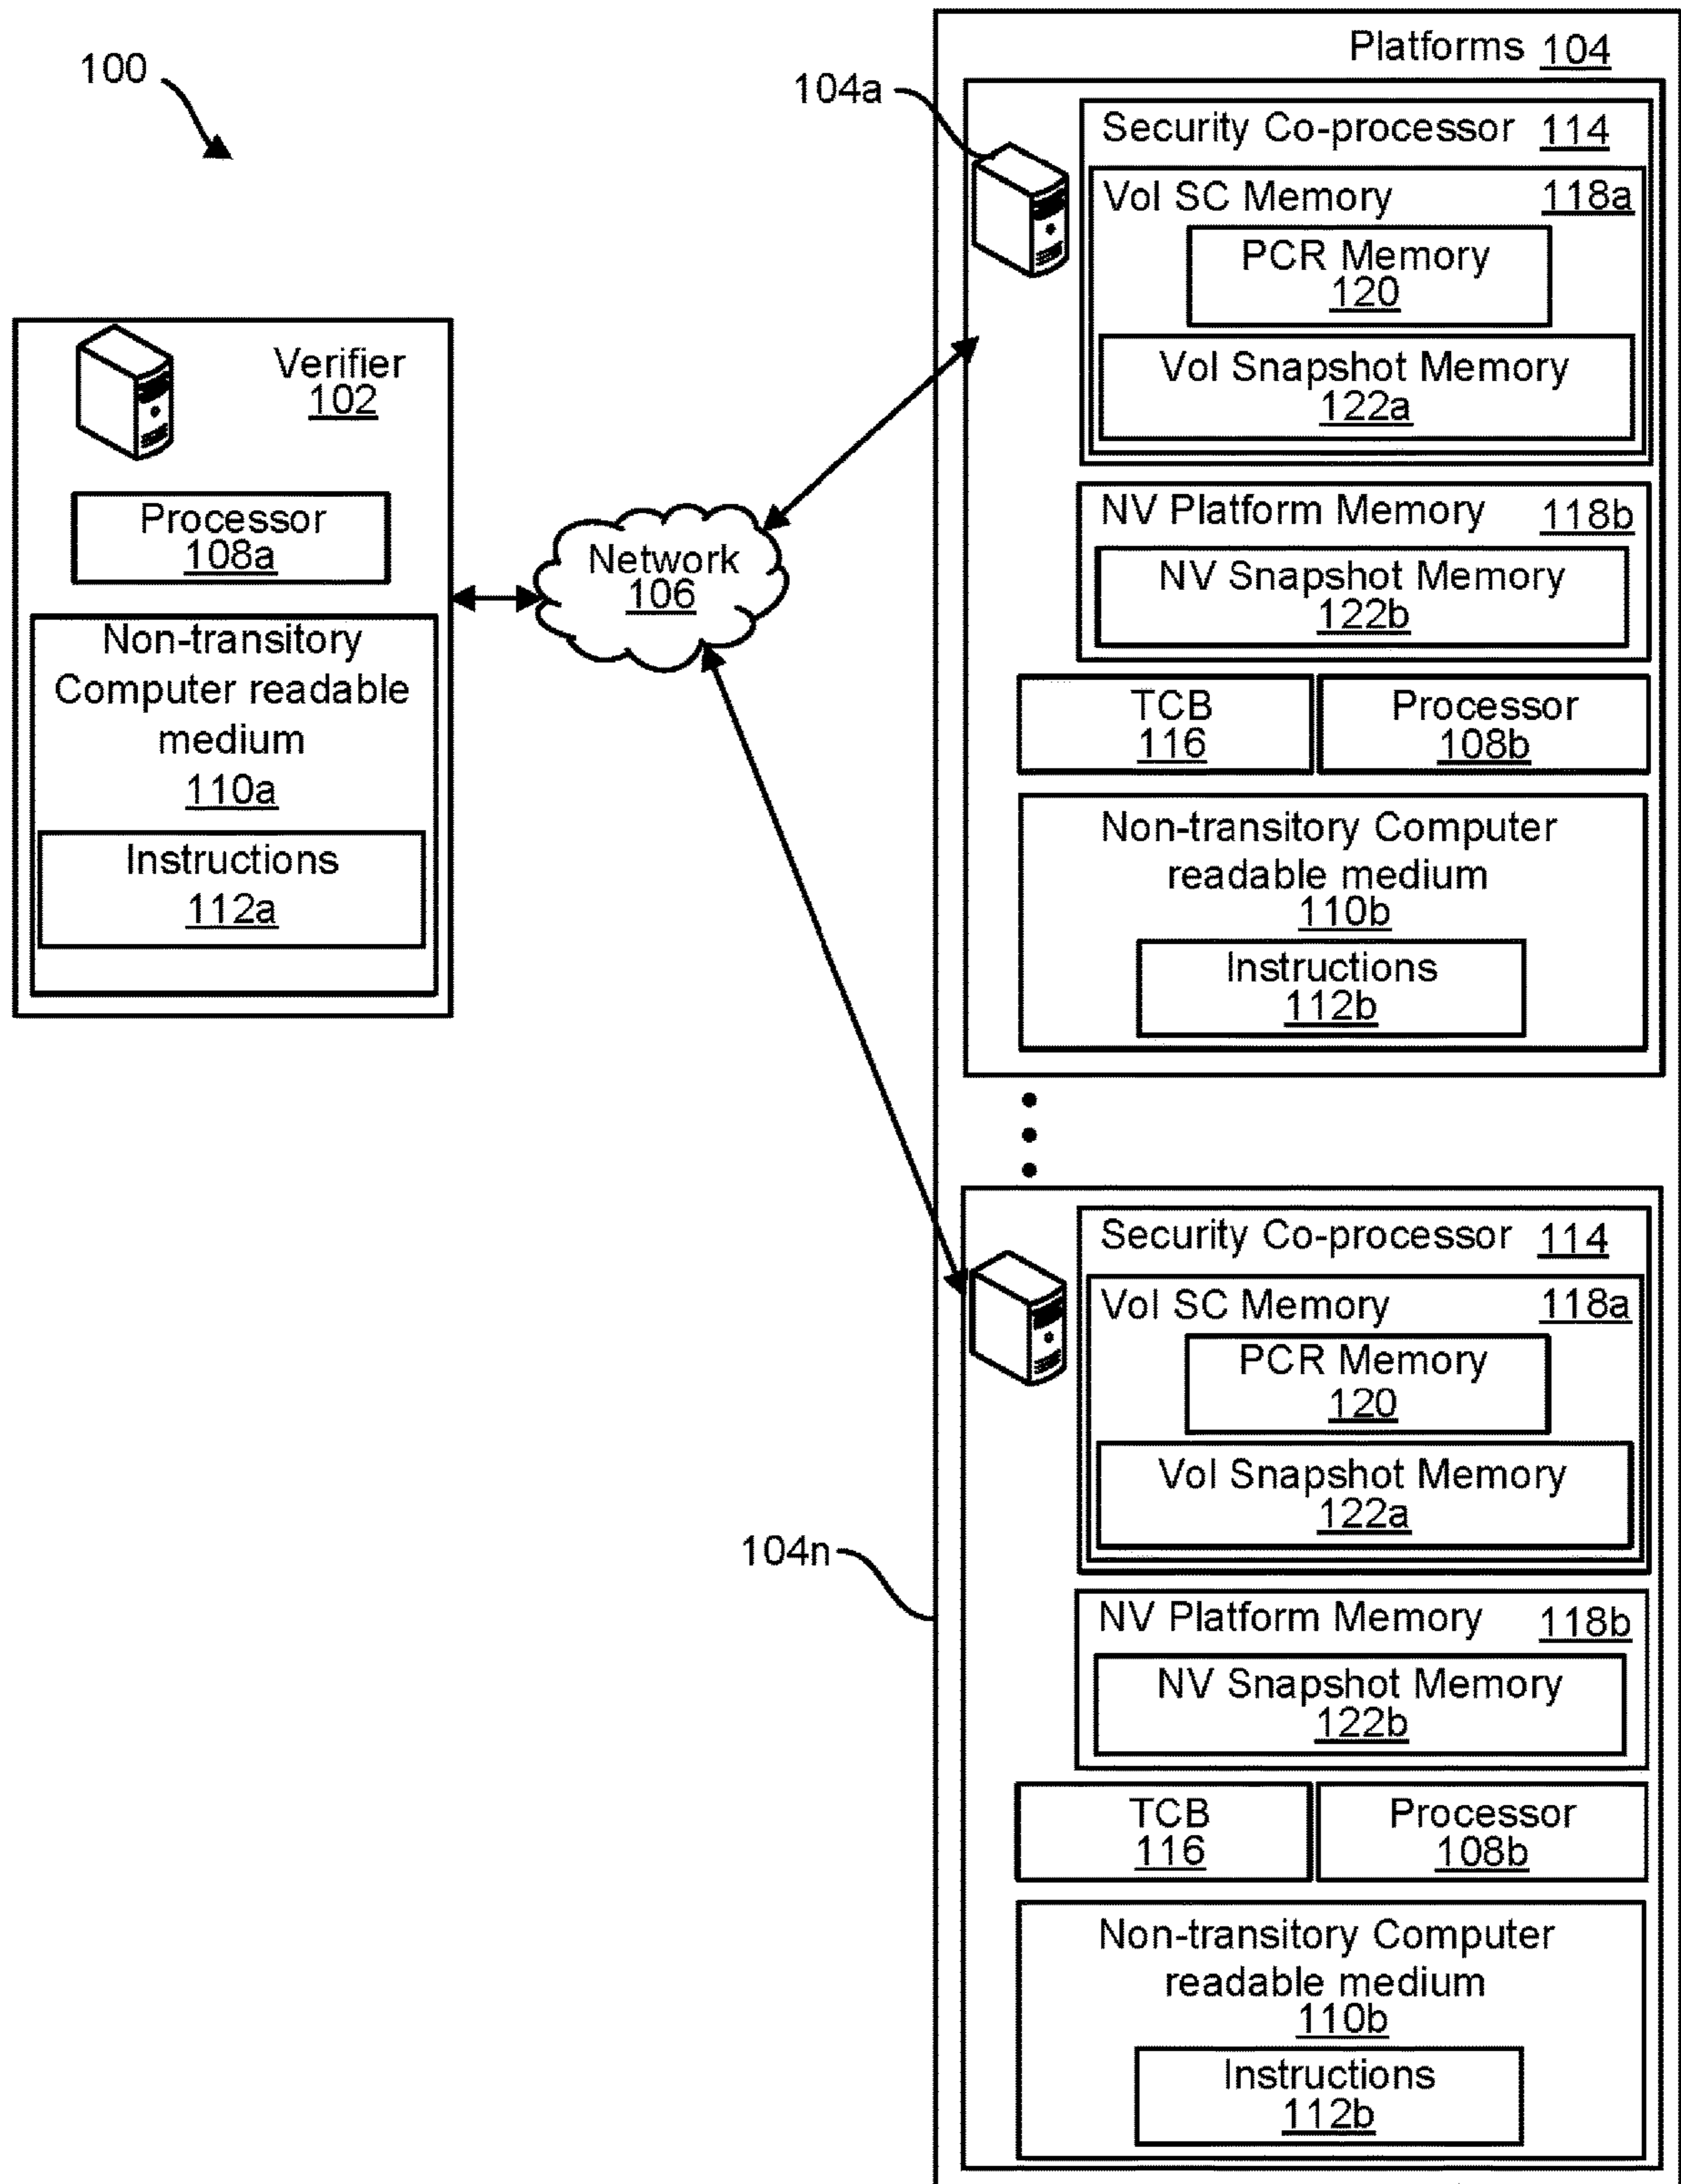 100
Verifier
102
Processor
108a
Non-transitory
Computer readable
medium
110a
Instructions
112a
Network
106
Platforms 104
104a
Security Co-processor 114
Vol SC Memory 118a
PCR Memory
120
Vol Snapshot Memory
122a
NV Platform Memory 118b
NV Snapshot Memory
122b
TCB
116
Processor
108b
Non-transitory Computer
readable medium
110b
Instructions
112b
104n
Security Co-processor 114
Vol SC Memory 118a
PCR Memory
120
Vol Snapshot Memory
122a
NV Platform Memory 118b
NV Snapshot Memory
122b
TCB
116
Processor
108b
Non-transitory Computer
readable medium
110b
Instructions
112b